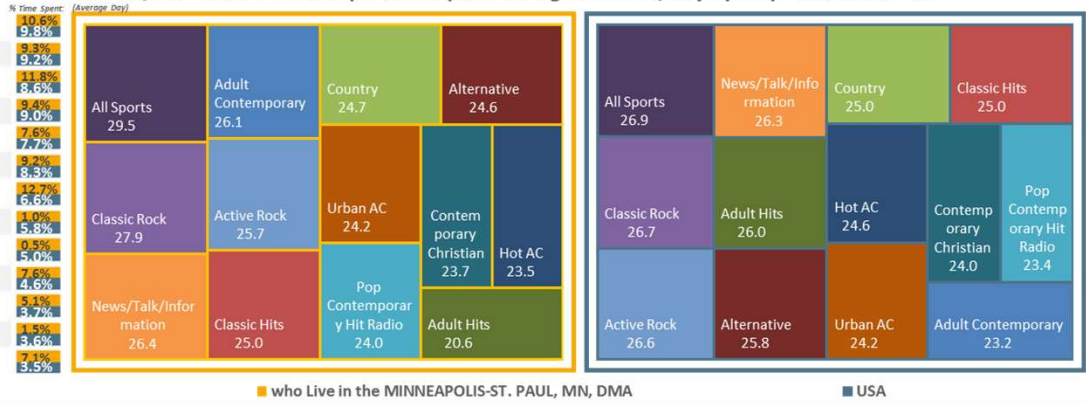 % Time Spent: (Average Day)
10.6%
9.8%
9.3%
9.2%
11.8%
8.6%
9.4%
9.0%
7.6%
7.7%
9.2%
8.3%
12.7%
6.6%
1.0%
5.8%
0.5%
5.0%
7.6%
4.6%
5.1%
3.7%
1.5%
3.6%
7.1%
3.5%
All Sports
29.5
Classic Rock
27.9
News/Talk/Infor
mation
26.4
Adult
Contemporary
26.1
Active Rock
25.7
Classic Hits
25.0
Country
24.7
Alternative
24.6
Urban AC
24.2
Pop
Contemporar
y Hit Radio
24.0
Contem
porary
Christian
23.7
Hot AC
23.5
Adult Hits
20.6
All Sports
26.9
Classic Rock
26.7
Active Rock
26.6
News/Talk/Info
rmation
26.3
Adult Hits
26.0
Alternative
25.8
Country
25.0
Classic Hits
25.0
Hot AC
24.6
Urban AC
24.2
Contemp
orary
Christian
24.0
Pop
Contemp
orary Hit
Radio
23.4
Adult Contemporary
23.2
who Live in the MINNEAPOLIS-ST. PAUL, MN, DMA
USA